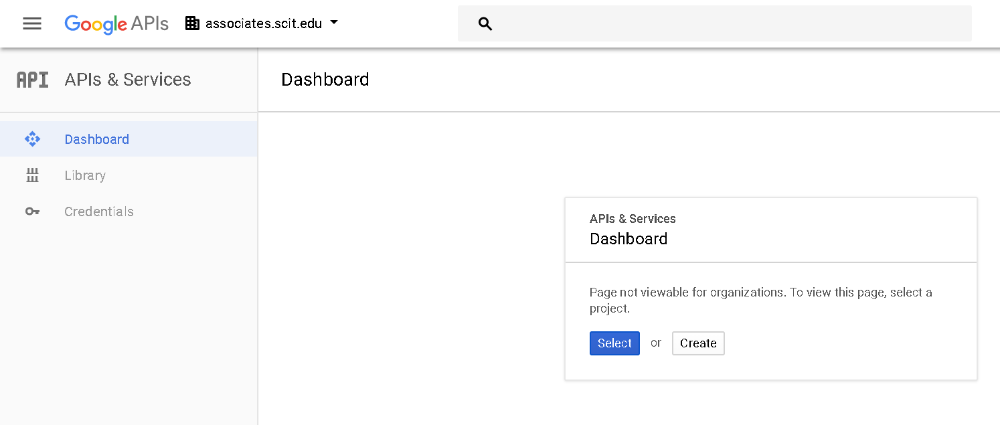 Google APIs associates.scit.edu
API APIs & Services
Dashboard
Dashboard
Library
Credentials
APIs & Services
Dashboard
Page not viewable for organizations. To view this page, select a
project.
Select or Create